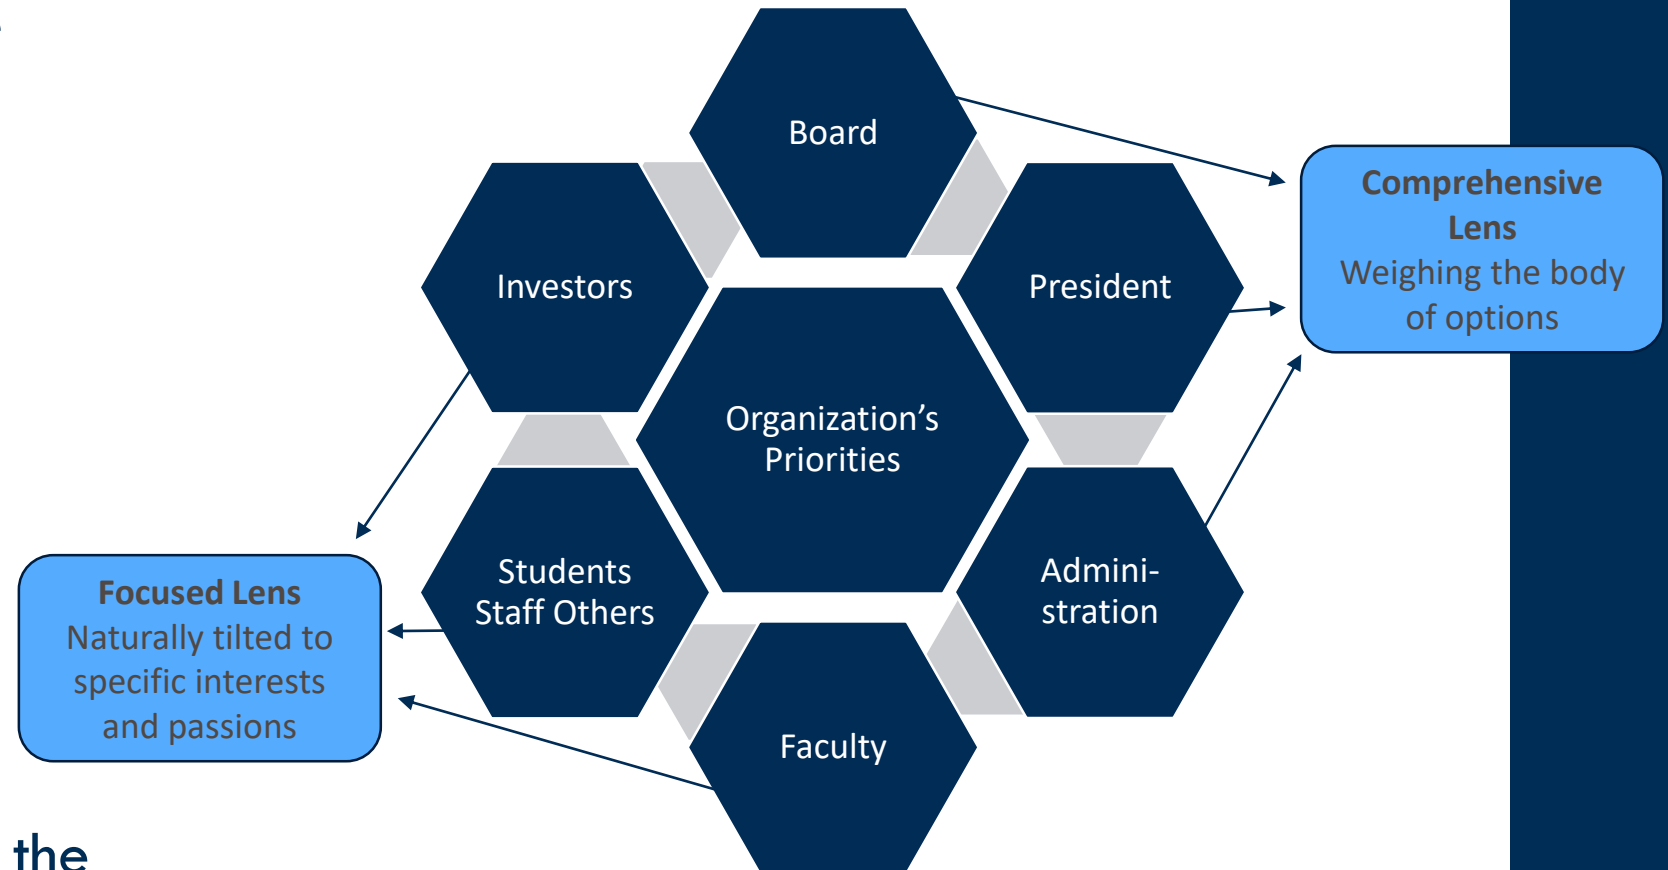 Board
Comprehensive
Lens
Weighing the body
of options
Investors
President
Organization’s
Priorities
Students
Staff Others
Admini-
stration
Focused Lens
Naturally tilted to
specific interests
and passions
Faculty
the